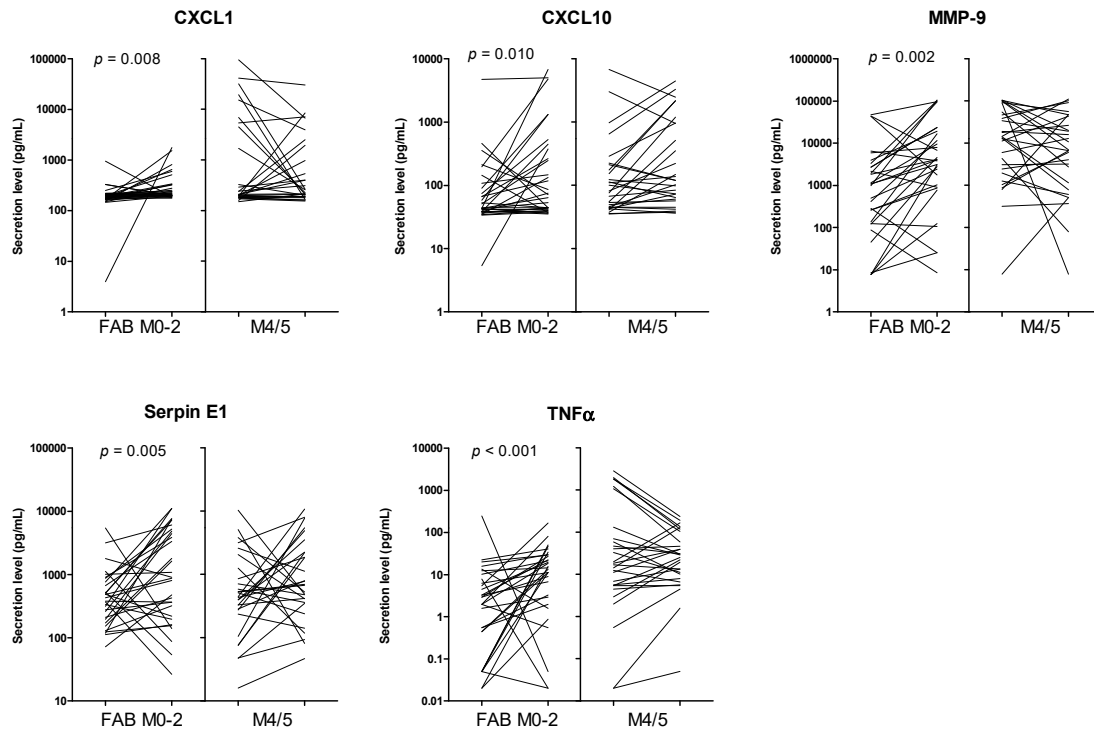 CXCL1
p = 0.008
Secretion level (pg/mL)
100000
10000
1000
100
10
1
FAB M0-2
M4/5
CXCL10
p = 0.010
Secretion level (pg/mL)
10000
1000
100
10
1
FAB M0-2
M4/5
MMP-9
p = 0.002
Secretion level (pg/mL)
1000000
100000
10000
1000
100
10
1
FAB M0-2
M4/5
Serpin E1
p = 0.005
Secretion level (pg/mL)
100000
10000
1000
100
10
FAB M0-2
M4/5
TNFα
p < 0.001
Secretion level (pg/mL)
10000
1000
100
10
1
0.1
0.01
FAB M0-2
M4/5